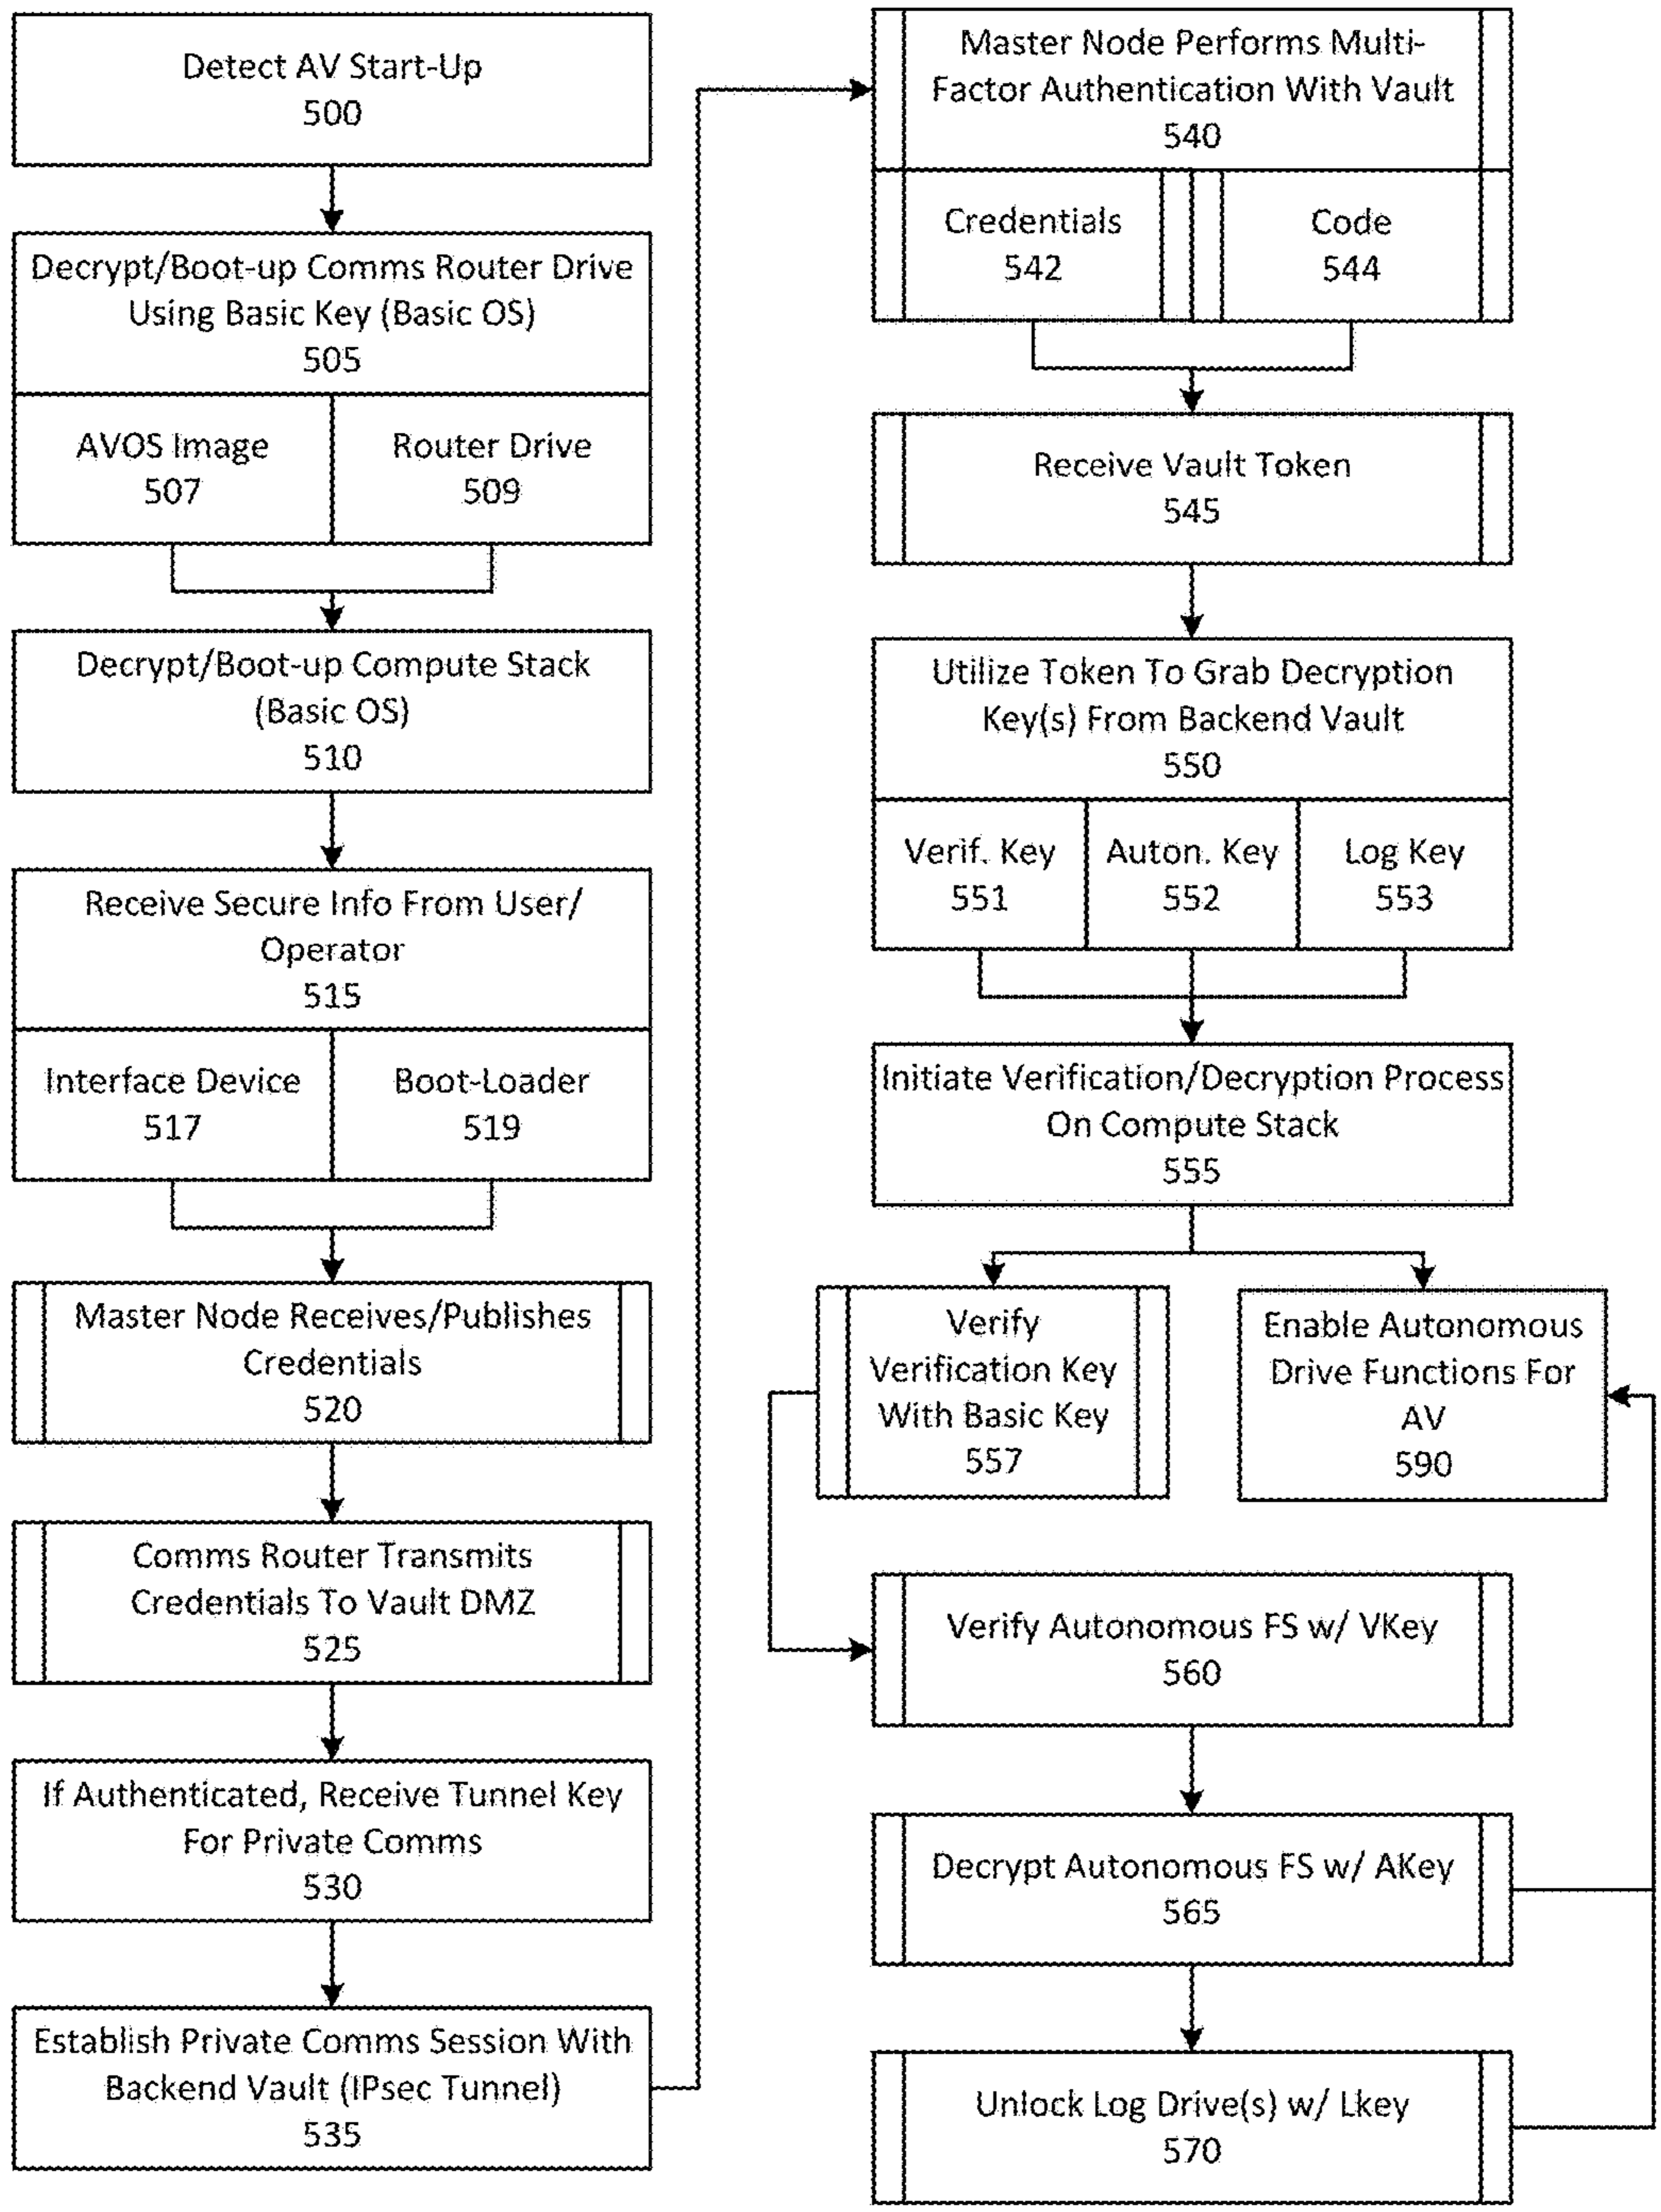 Detect AV Start-Up
500
Decrypt/Boot-up Comms Router Drive
Using Basic Key (Basic OS)
505
AVOS Image
507
Router Drive
509
Decrypt/Boot-up Compute Stack
(Basic OS)
510
Receive Secure Info From User/
Operator
515
Interface Device
517
Boot-Loader
519
Master Node Receives/Publishes
Credentials
520
Comms Router Transmits
Credentials To Vault DMZ
525
If Authenticated, Receive Tunnel Key
For Private Comms
530
Establish Private Comms Session With
Backend Vault (IPsec Tunnel)
535
Master Node Performs Multi-
Factor Authentication With Vault
540
Credentials
542
Code
544
Receive Vault Token
545
Utilize Token To Grab Decryption
Key(s) From Backend Vault
550
Verif. Key
551
Auton. Key
552
Log Key
553
Initiate Verification/Decryption Process
On Compute Stack
555
Verify
Verification Key
With Basic Key
557
Enable Autonomous
Drive Functions For
AV
590
Verify Autonomous FS w/ VKey
560
Decrypt Autonomous FS w/ AKey
565
Unlock Log Drive(s) w/ Lkey
570